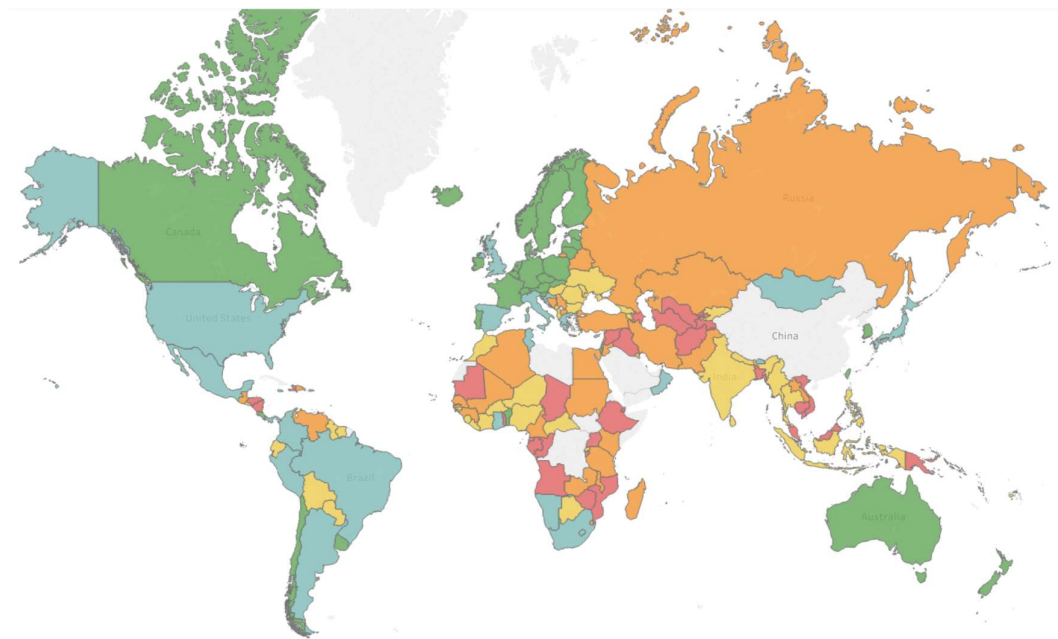 Canada
Russia
United States
China
India
Brazil
Australia